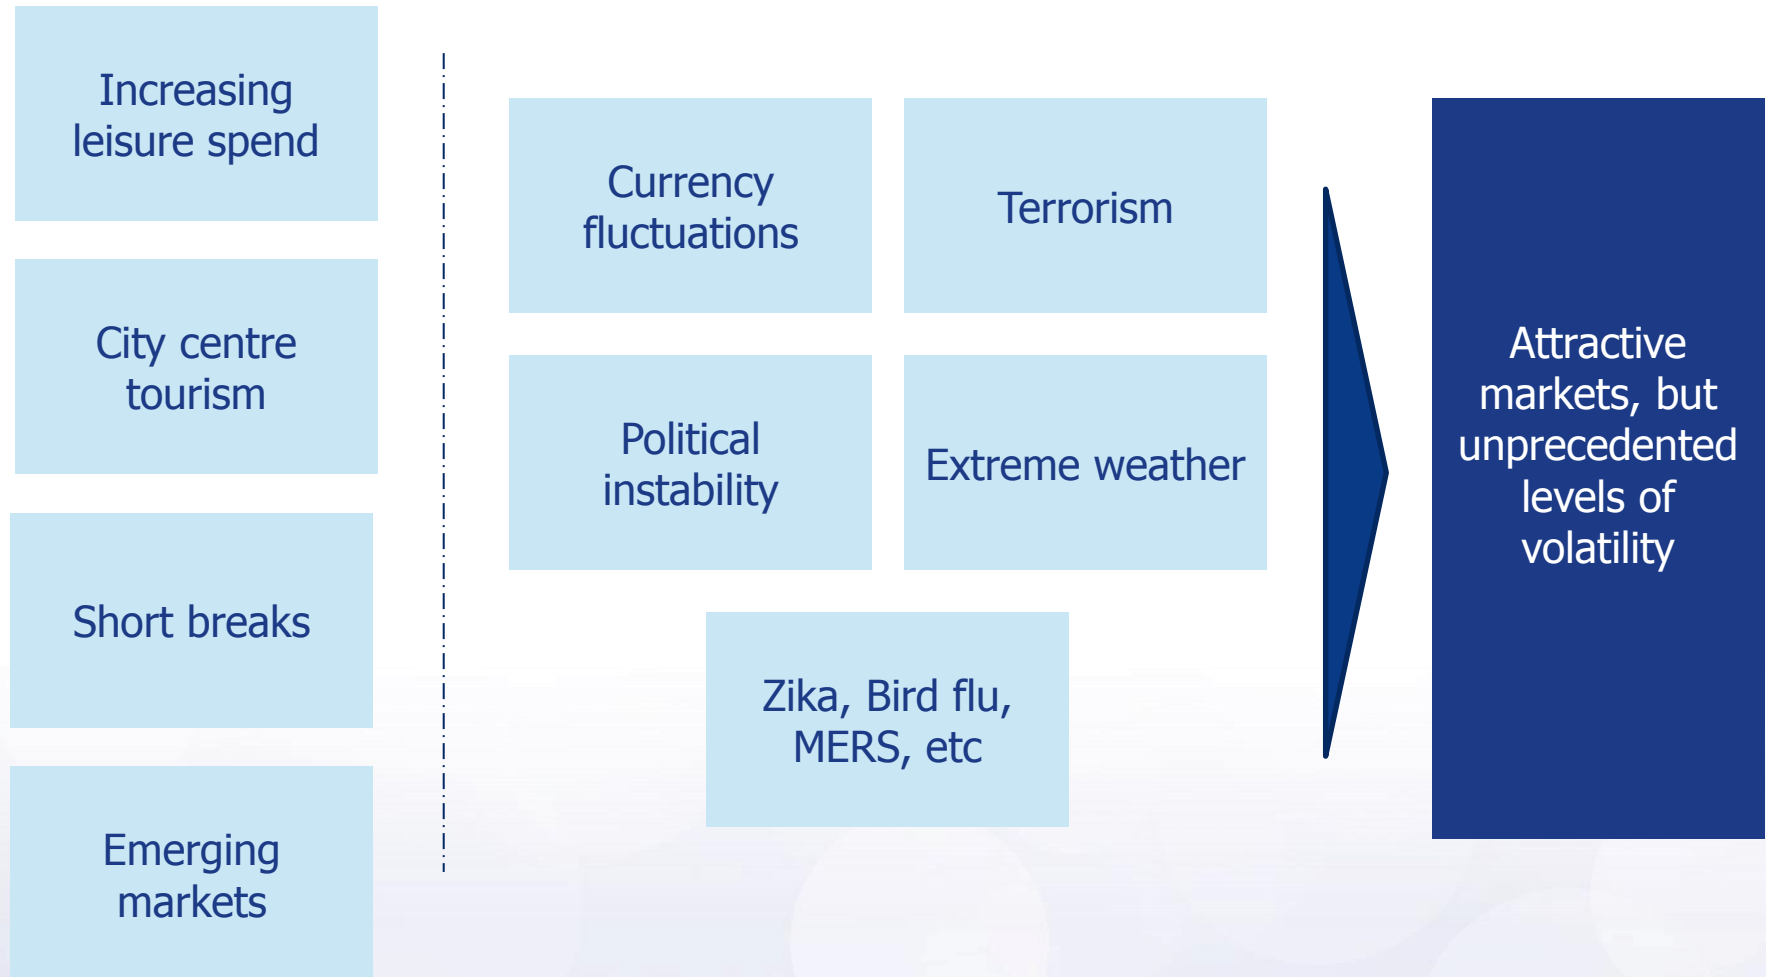 Increasing
leisure spend
City centre
tourism
Short breaks
Emerging
markets
Currency
fluctuations
Terrorism
Political
instability
Extreme weather
Zika, Bird flu,
MERS, etc
Attractive
markets, but
unprecedented
levels of
volatility